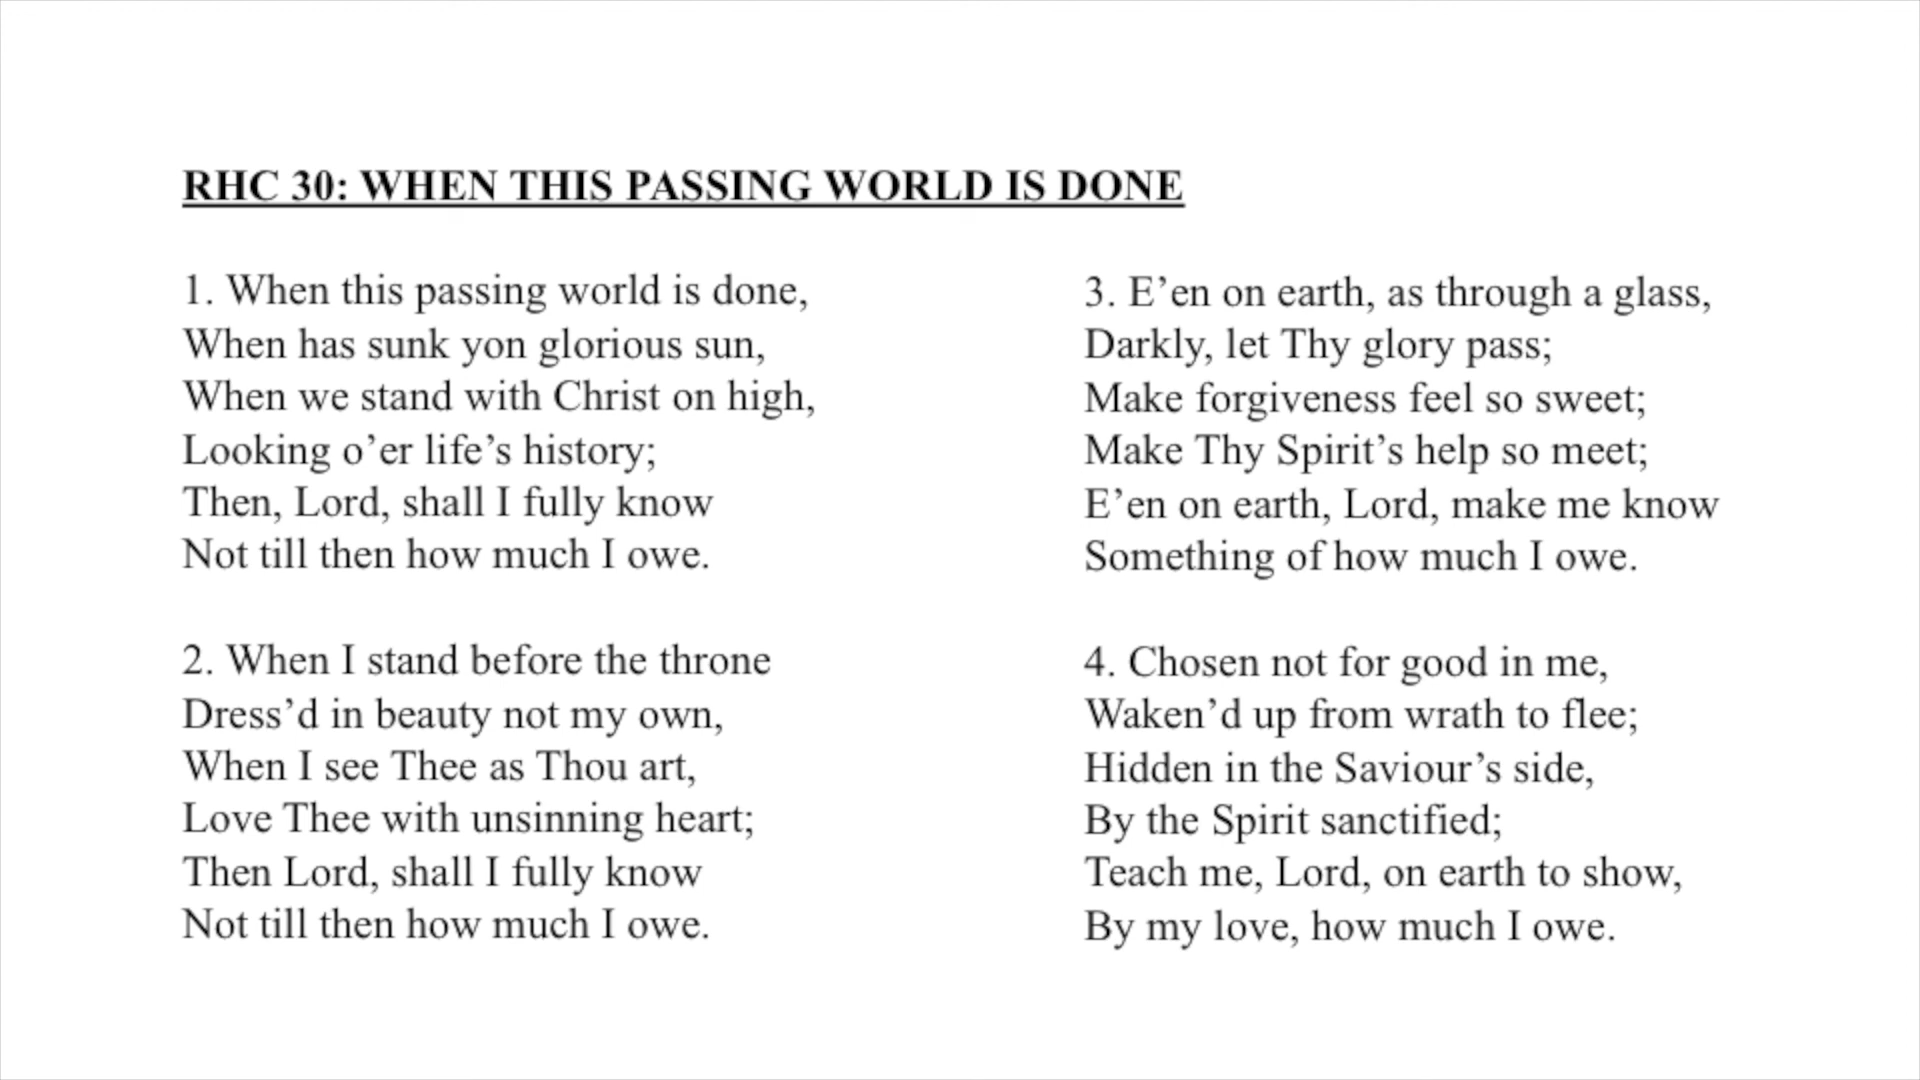 RHC 30: WHEN THIS PASSING WORLD IS DONE
1. When this passing world is done,
When has sunk yon glorious sun,
When we stand with Christ on high,
Looking o’er life’s history;
Then, Lord, shall I fully know
Not till then how much I owe.
2. When I stand before the throne
Dress’d in beauty not my own,
When I see Thee as Thou art,
Love Thee with unsinning heart;
Then Lord, shall I fully know
Not till then how much I owe.
3. E’en on earth, as through a glass,
Darkly, let Thy glory pass;
Make forgiveness feel so sweet;
Make Thy Spirit’s help so meet;
E’en on earth, Lord, make me know
Something of how much I owe.
4. Chosen not for good in me,
Waken’d up from wrath to flee;
Hidden in the Saviour’s side,
By the Spirit sanctified;
Teach me, Lord, on earth to show,
By my love, how much I owe.